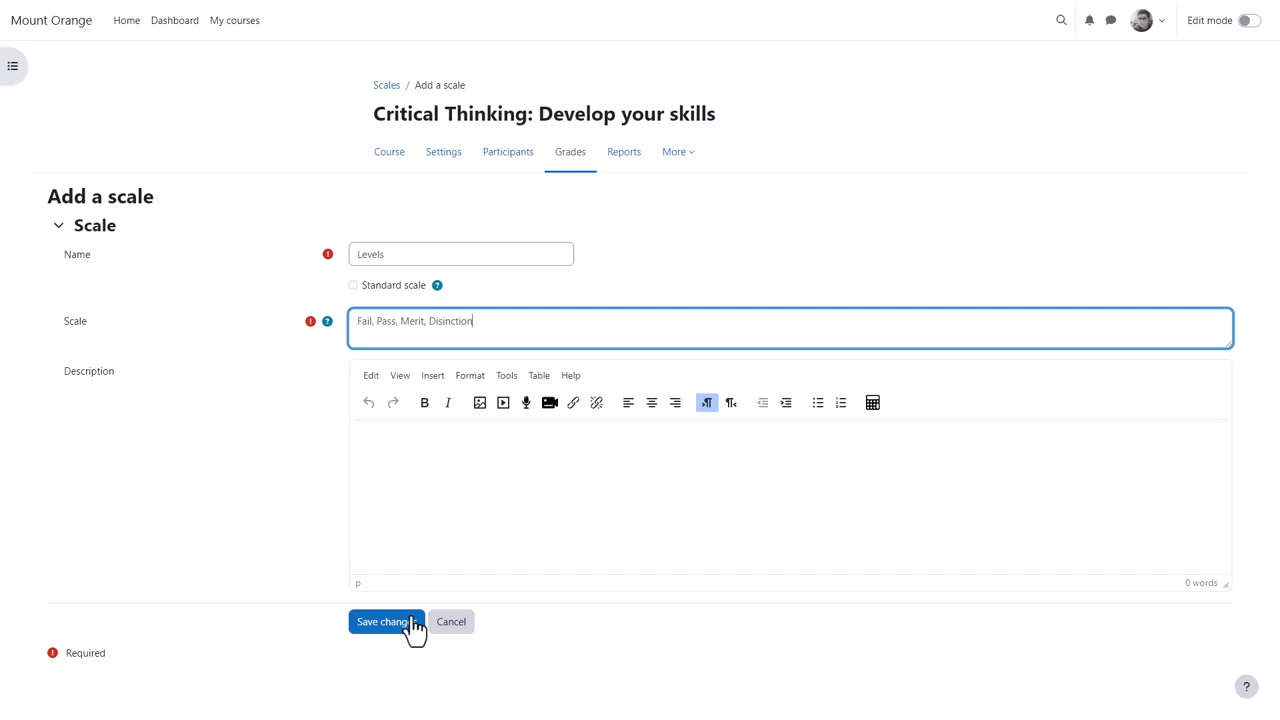 Mount Orange Home Dashboard My courses Edit mode
Scales / Add a scale
Critical Thinking: Develop your skills
Course Settings Participants Grades Reports More
Add a scale
Scale
Name Levels
Standard scale ?
Scale ? Fail, Pass, Merit, Disinction
Description
Edit View Insert Format Tools Table Help
B I
p 0 words
Save Cancel
! Required
?